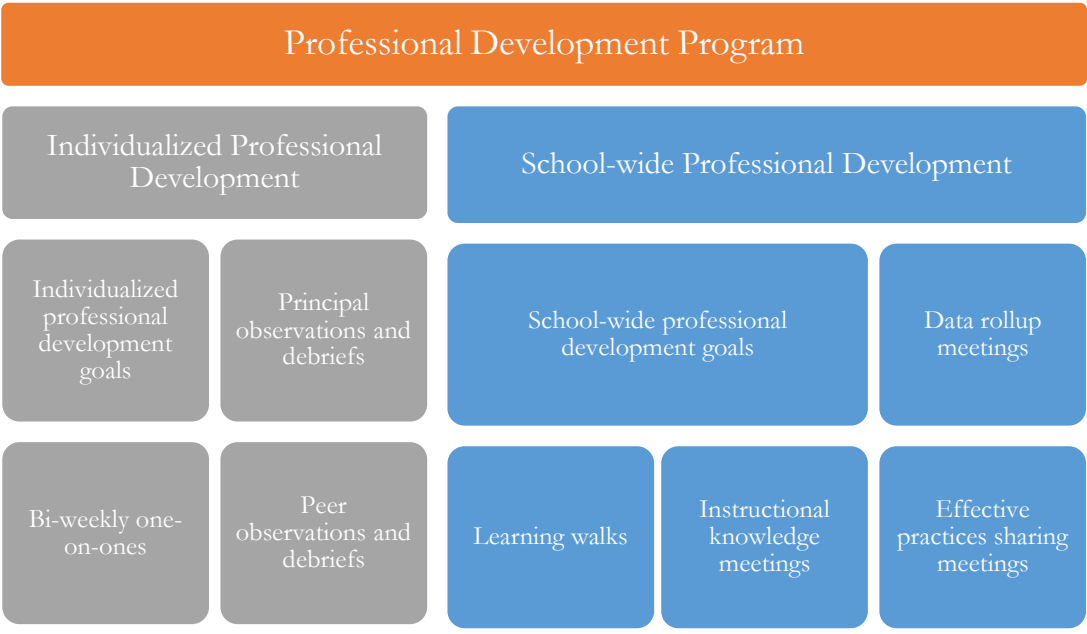 Professional Development Program
Individualized Professional
Development
School-wide Professional Development
Individualized
professional
development
goals
Principal
observations and
debriefs
School-wide professional
development goals
Data rollup
meetings
Bi-weekly one-
on-ones
Peer
observations and
debriefs
Learning walks
Instructional
knowledge
meetings
Effective
practices sharing
meetings